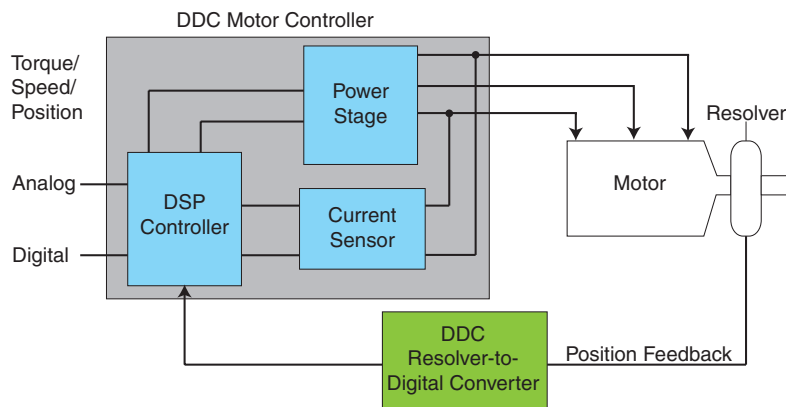 DDC Motor Controller
Torque/
Speed/
Position
Power
Stage
Resolver
Analog
DSP
Controller
Motor
Current
Sensor
Digital
DDC
Resolver-to-
Digital Converter
Position Feedback